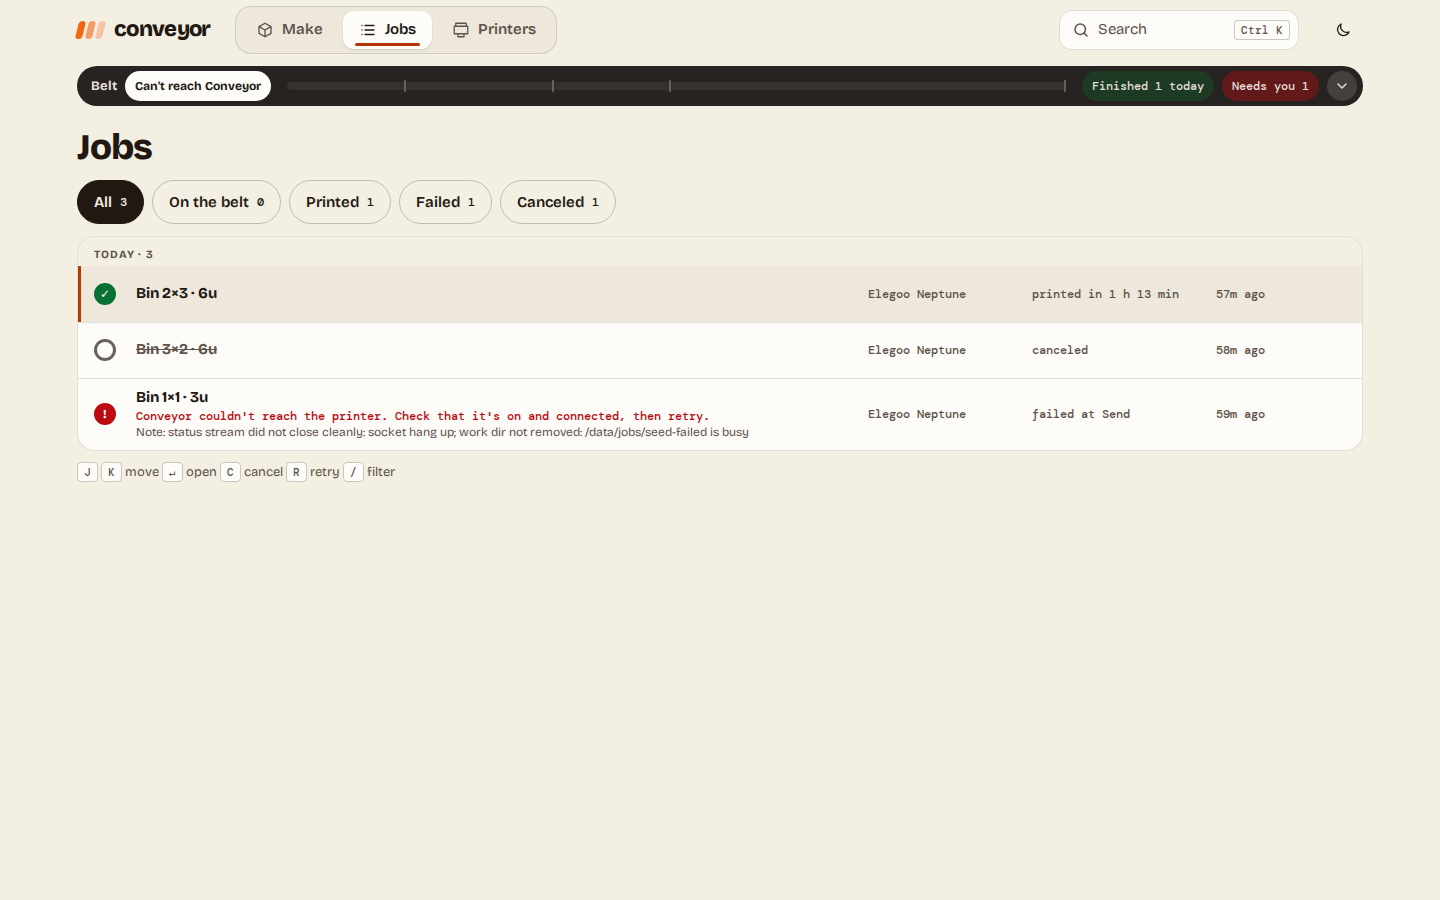 conveyor
Make
Jobs
Printers
Search
Ctrl K
Belt
Can't reach Conveyor
Finished 1 today
Needs you 1
Jobs
All 3
On the belt 0
Printed 1
Failed 1
Canceled 1
TODAY · 3
✓
Bin 2×3 · 6u
Elegoo Neptune
printed in 1 h 13 min
57m ago
Bin 3×2 · 6u
Elegoo Neptune
canceled
58m ago
!
Bin 1×1 · 3u
Conveyor couldn't reach the printer. Check that it's on and connected, then retry.
Note: status stream did not close cleanly: socket hang up; work dir not removed: /data/jobs/seed-failed is busy
Elegoo Neptune
failed at Send
59m ago
J K move ↵ open C cancel R retry / filter